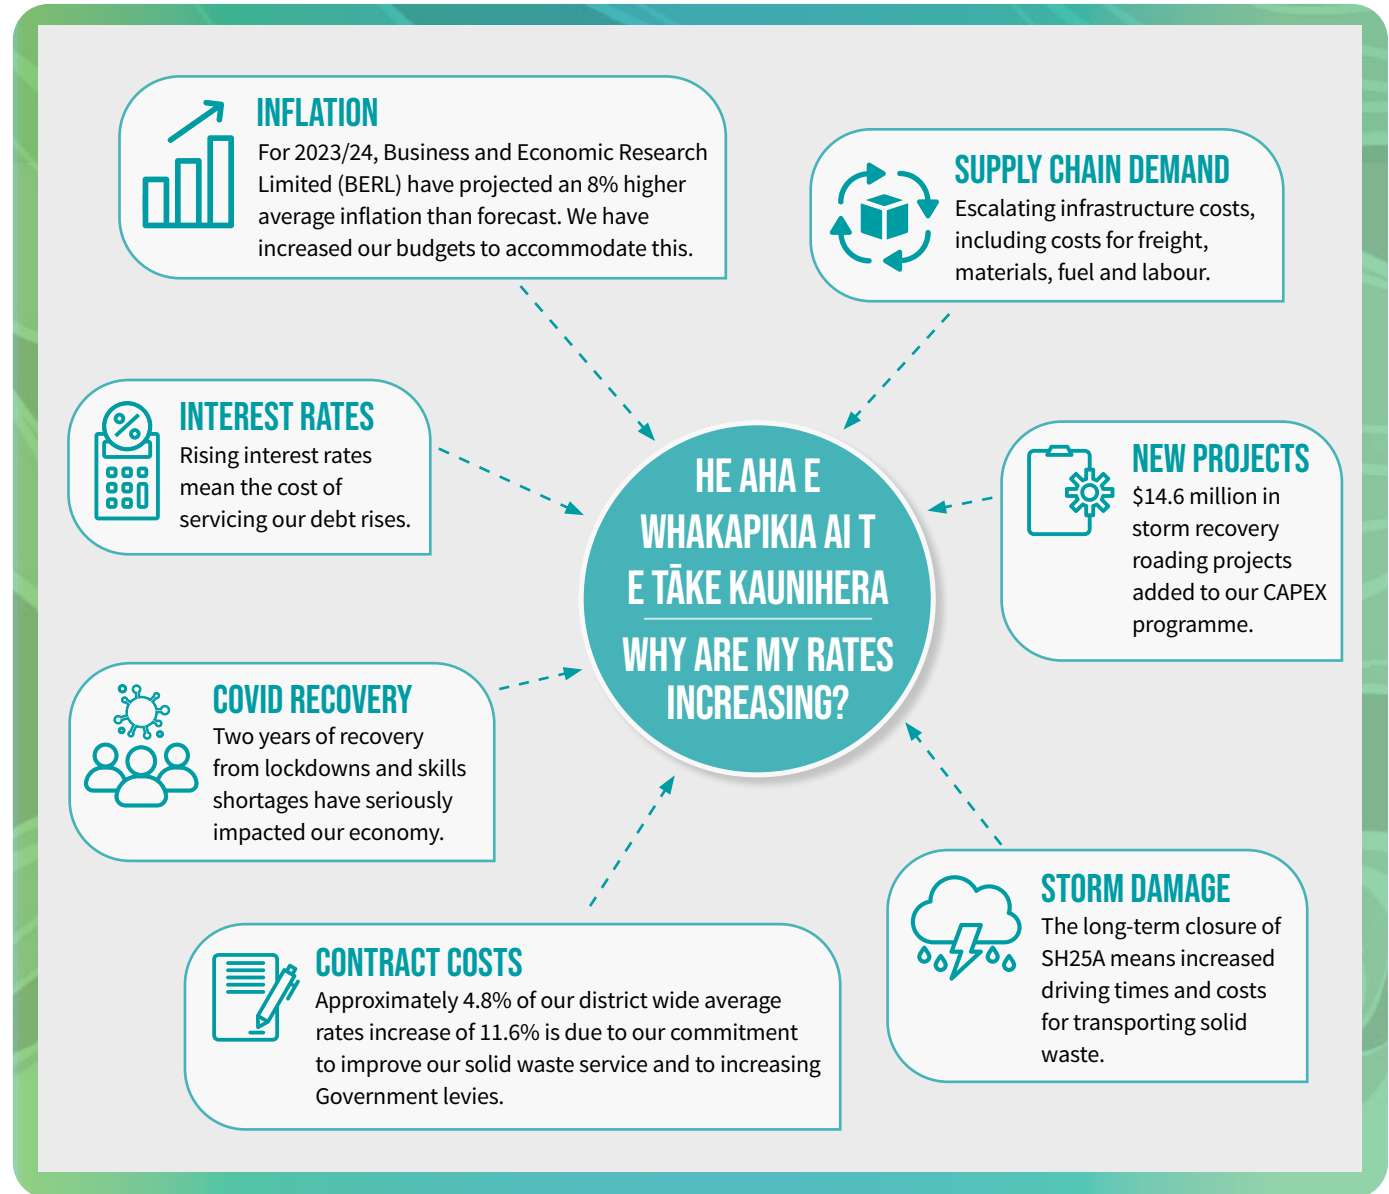 INFLATION
For 2023/24, Business and Economic Research
Limited (BERL) have projected an 8% higher
average inflation than forecast. We have
increased our budgets to accommodate this.
SUPPLY CHAIN DEMAND
Escalating infrastructure costs,
including costs for freight,
materials, fuel and labour.
INTEREST RATES
Rising interest rates
mean the cost of
servicing our debt rises.
HE AHA E
WHAKAPIKIA AI T
E TĀKE KAUNIHERA
WHY ARE MY RATES
INCREASING?
NEW PROJECTS
$14.6 million in
storm recovery
roading projects
added to our CAPEX
programme.
COVID RECOVERY
Two years of recovery
from lockdowns and skills
shortages have seriously
impacted our economy.
STORM DAMAGE
The long-term closure of
SH25A means increased
driving times and costs
for transporting solid
waste.
CONTRACT COSTS
Approximately 4.8% of our district wide average
rates increase of 11.6% is due to our commitment
to improve our solid waste service and to increasing
Government levies.